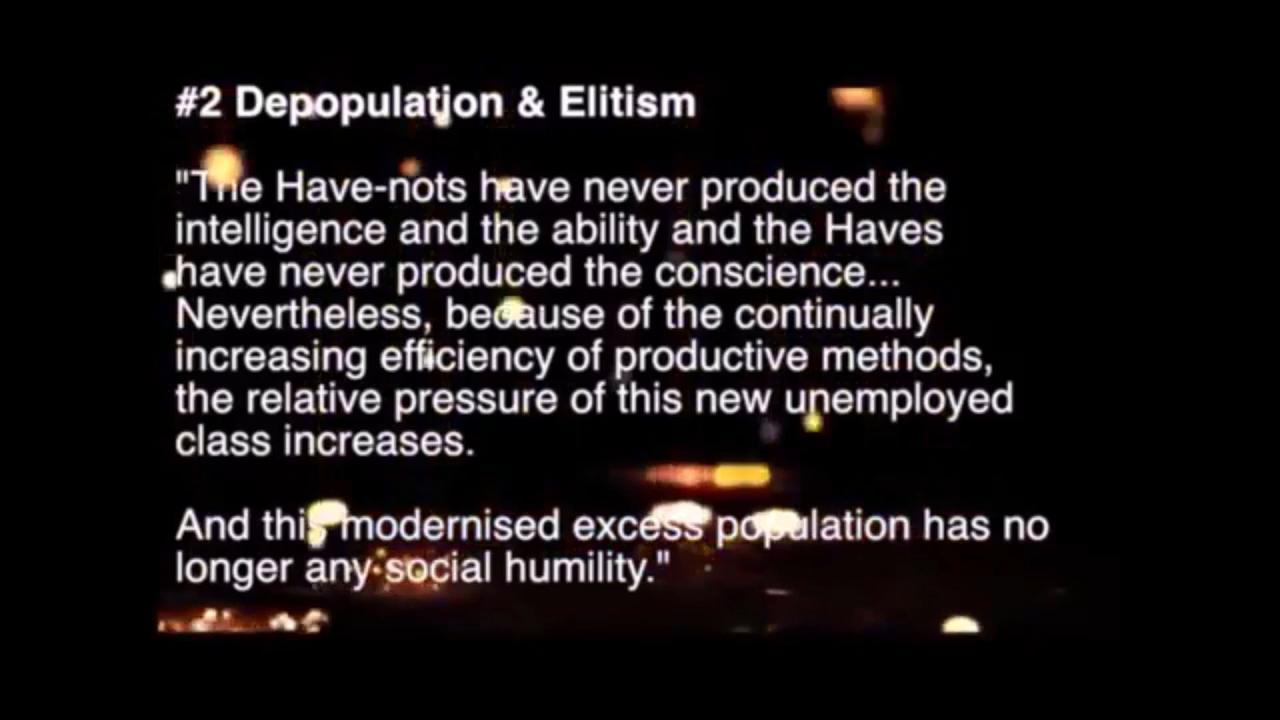 #2 Depopulation & Elitism
"The Have-nots have never produced the
intelligence and the ability and the Haves
have never produced the conscience...
Nevertheless, because of the continually
increasing efficiency of productive methods,
the relative pressure of this new unemployed
class increases.
And this modernised excess population has no
longer any social humility."